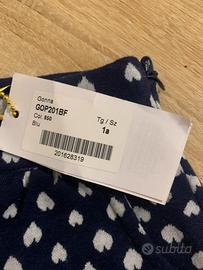 Gonna
GOP201BF
Col. 850
Blu
Tg / Sz
1a
201628319
subito